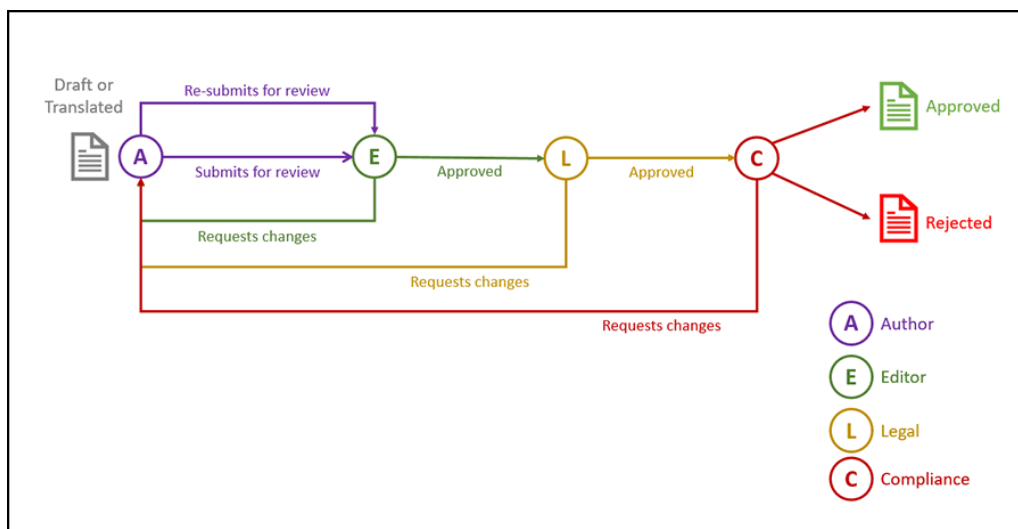 Draft or
Translated
Re-submits for review
A
E
L
C
Submits for review
Approved
Approved
Approved
Rejected
Requests changes
Requests changes
Requests changes
A Author
E Editor
L Legal
C Compliance